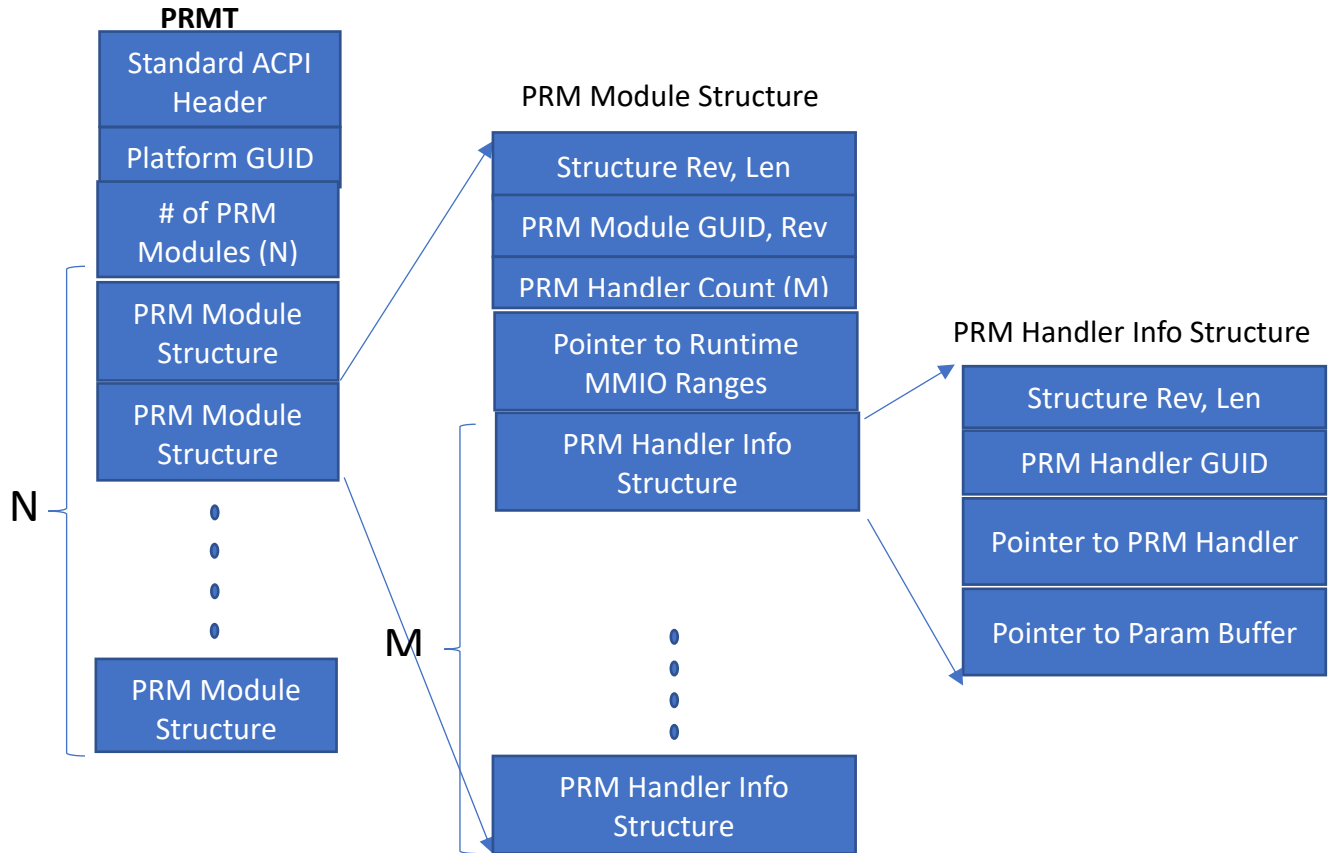 PRMT
Standard ACPI
Header
Platform GUID
# of PRM
Modules (N)
PRM Module
Structure
PRM Module
Structure
PRM Module
Structure
N
PRM Module Structure
Structure Rev, Len
PRM Module GUID, Rev
PRM Handler Count (M)
Pointer to Runtime
MMIO Ranges
PRM Handler Info
Structure
PRM Handler Info
Structure
M
PRM Handler Info Structure
Structure Rev, Len
PRM Handler GUID
Pointer to PRM Handler
Pointer to Param Buffer